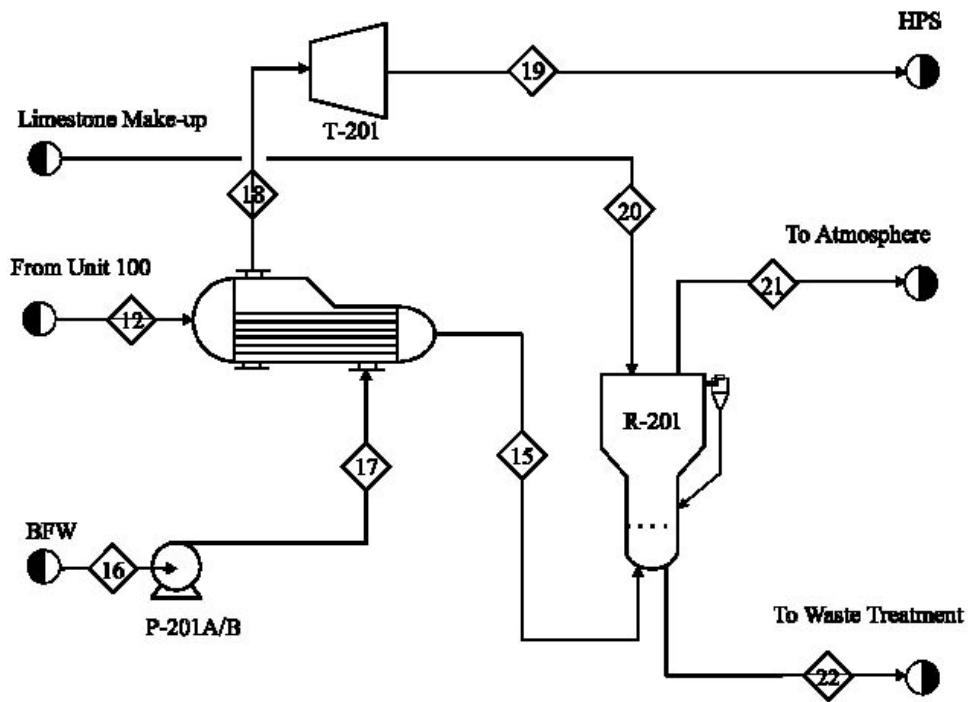 HPS
19
T-201
Limestone Make-up
18
20
To Atmosphere
From Unit 100
21
12
R-201
15
17
BFW
16
P-201A/B
To Waste Treatment
22